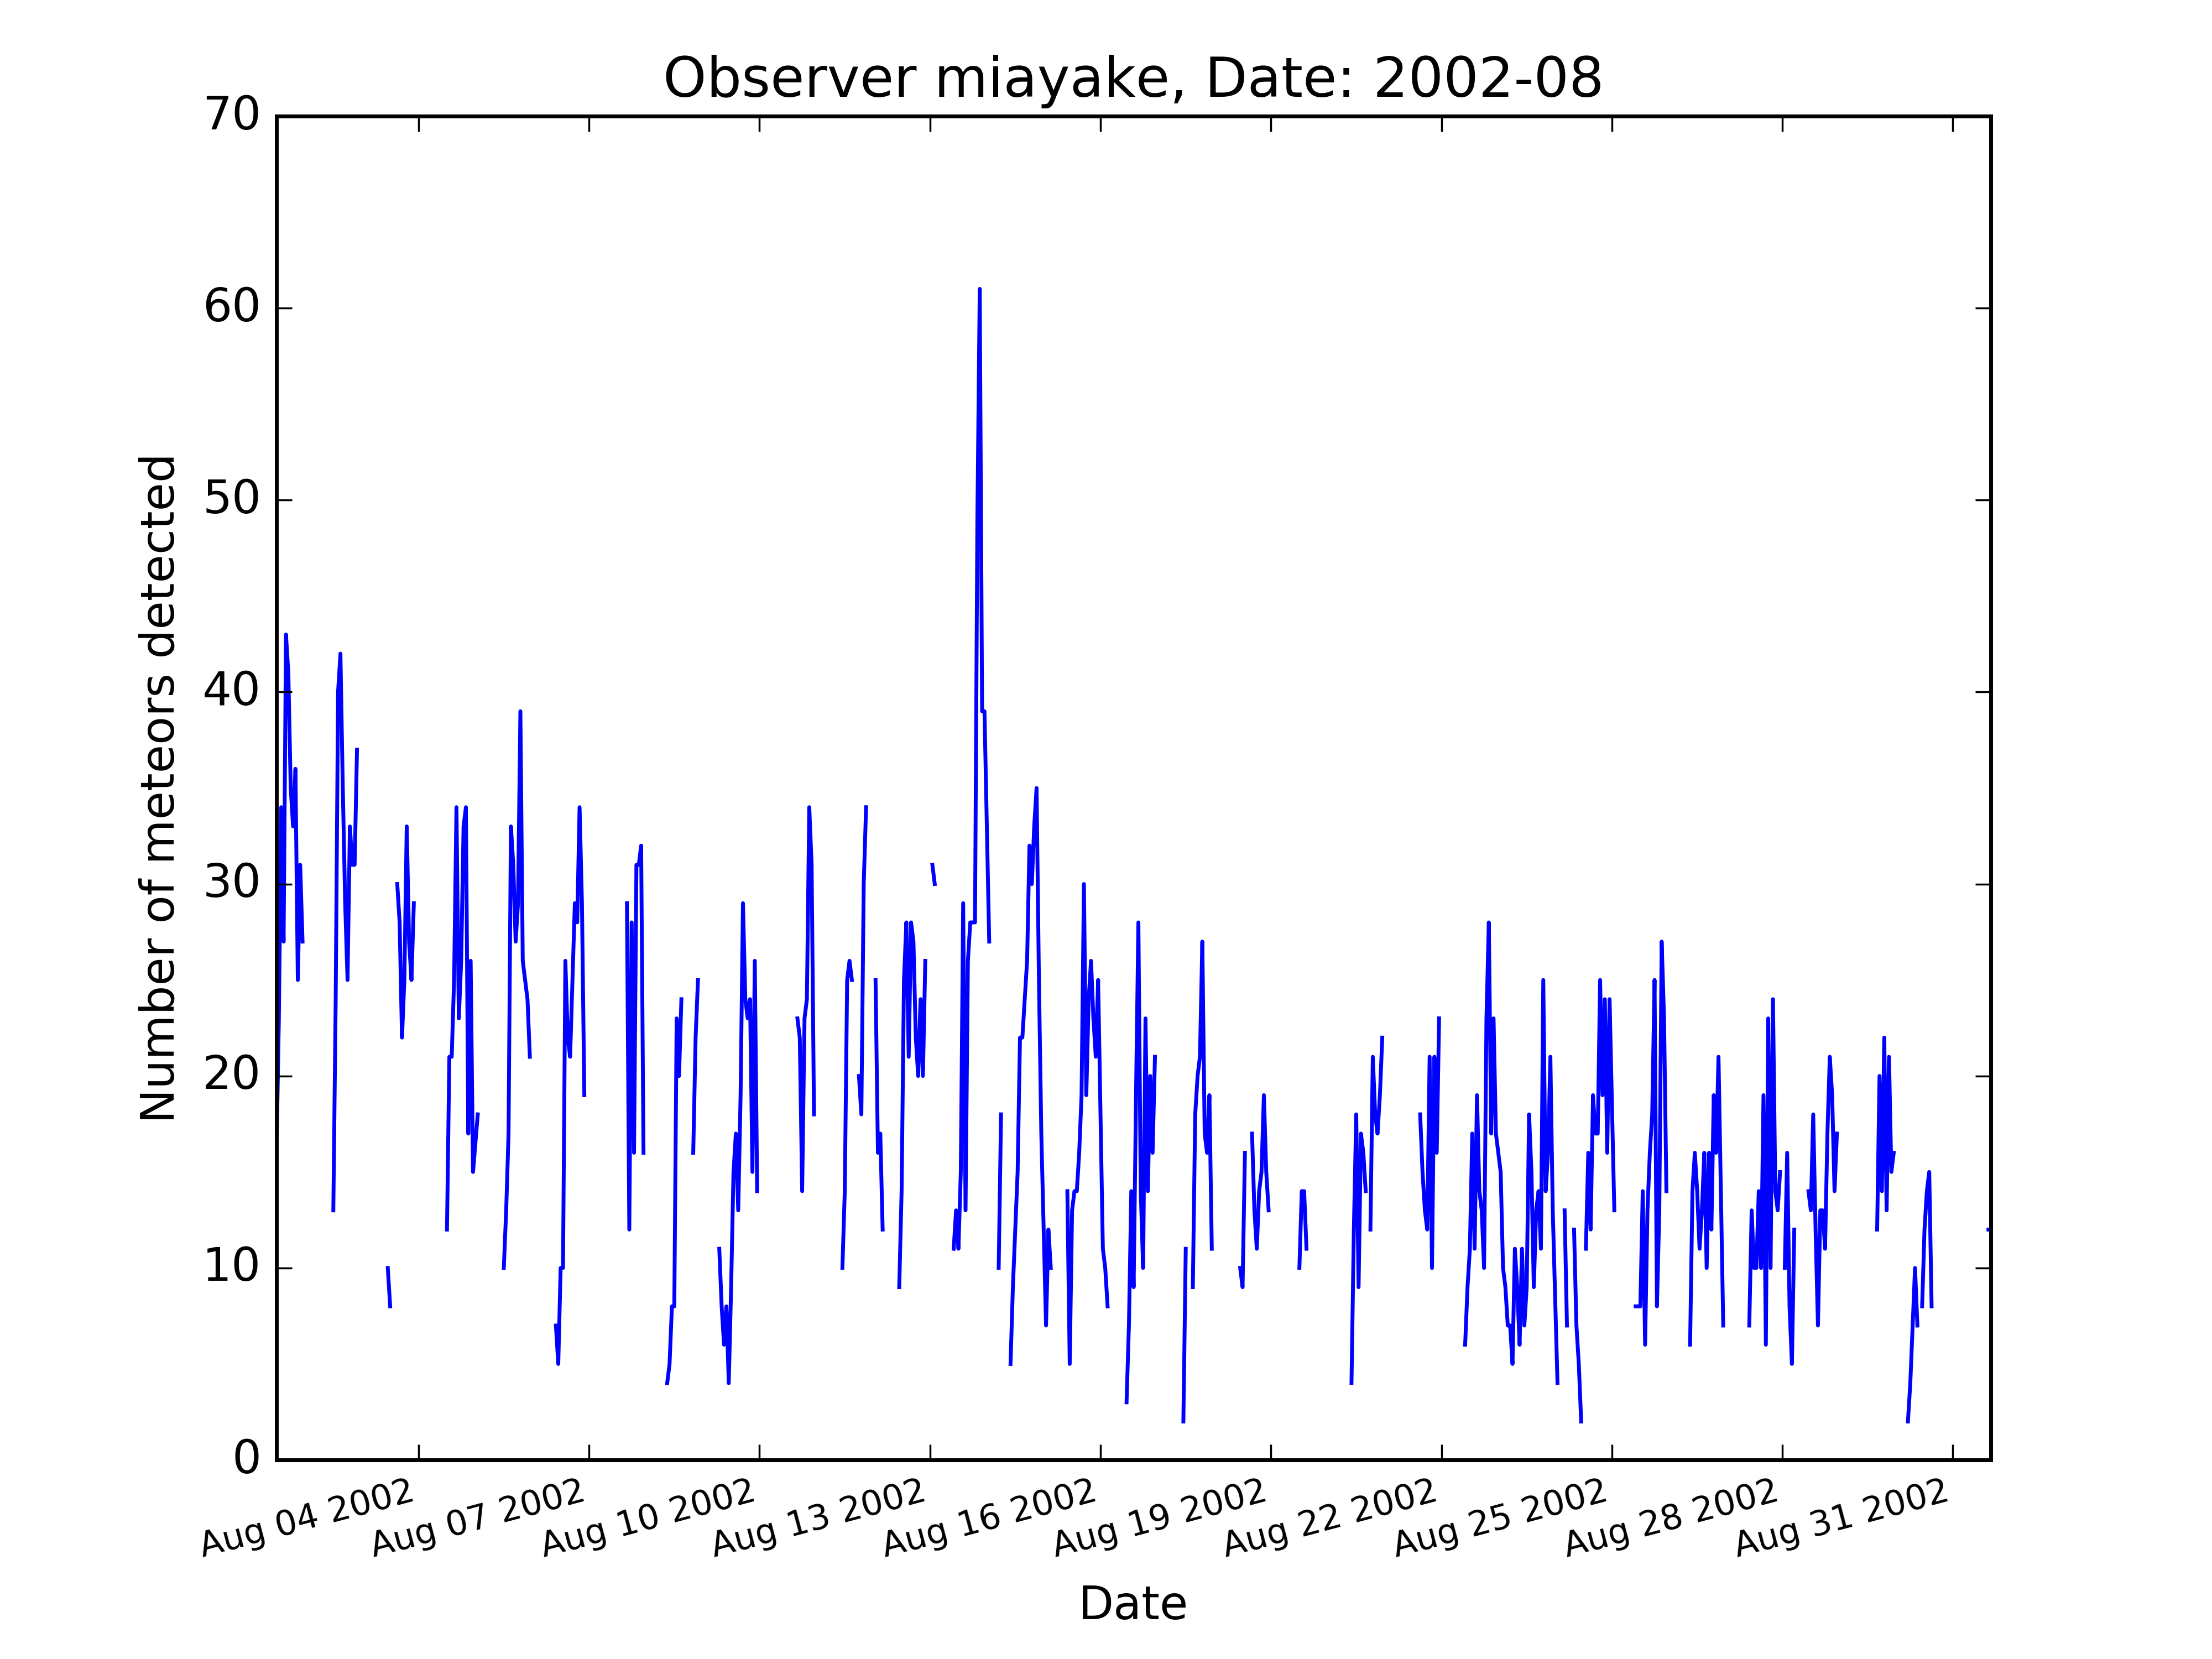 Observer miayake, Date: 2002-08
Number of meteors detected
70
60
50
40
30
20
10
0
Aug 04 2002
Aug 07 2002
Aug 10 2002
Aug 13 2002
Aug 16 2002
Aug 19 2002
Aug 22 2002
Aug 25 2002
Aug 28 2002
Aug 31 2002
Date